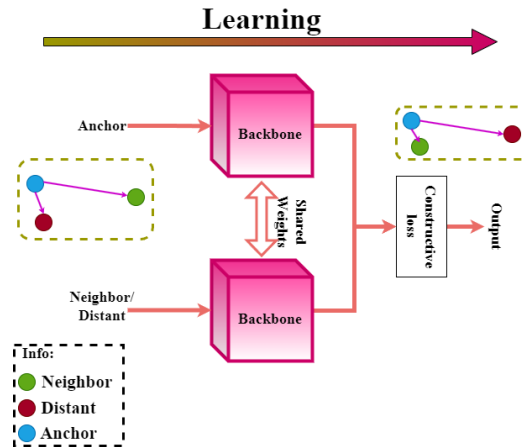 Learning
Anchor
Backbone
Shared
Weights
Constructive
loss
Output
Neighbor/
Distant
Backbone
Info:
Neighbor
Distant
Anchor